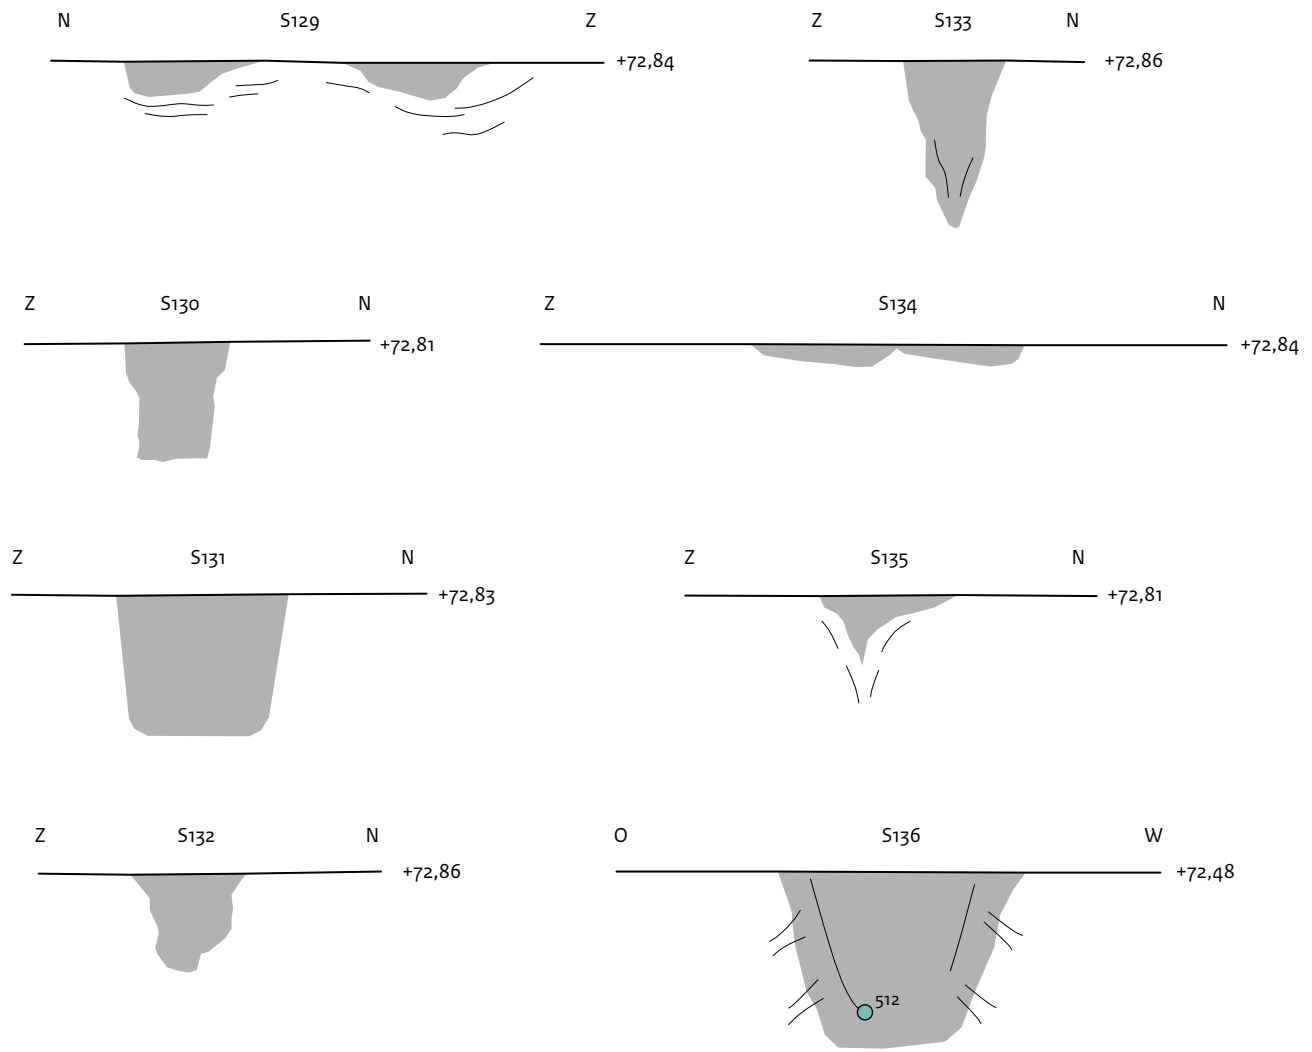 N S129 Z
+72,84
Z S133 N
+72,86
Z S130 N
+72,81
Z S134 N
+72,84
Z S131 N
+72,83
Z S135 N
+72,81
Z S132 N
+72,86
O S136 W
+72,48
512